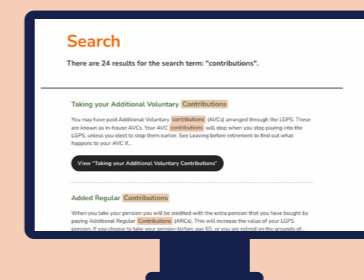 Search
There are 24 results for the search term: "contributions".
Taking your Additional Voluntary Contributions
You may have paid Additional Voluntary contributions (AVCs) arranged through the LGPS. These
are known as in-house AVCs. Your AVC contributions will stop when you stop paying into the
LGPS, unless you elect to stop them earlier. See Leaving before retirement to find out what
happens to your AVC if...
View "Taking your Additional Voluntary Contributions"
Added Regular Contributions
When you take your pension you will be credited with the extra pension that you have bought by
paying Additional Regular Contributions (ARCs). This will increase the value of your LGPS
pension. If you choose to take your pension before age 65, or you are retired on the grounds of...